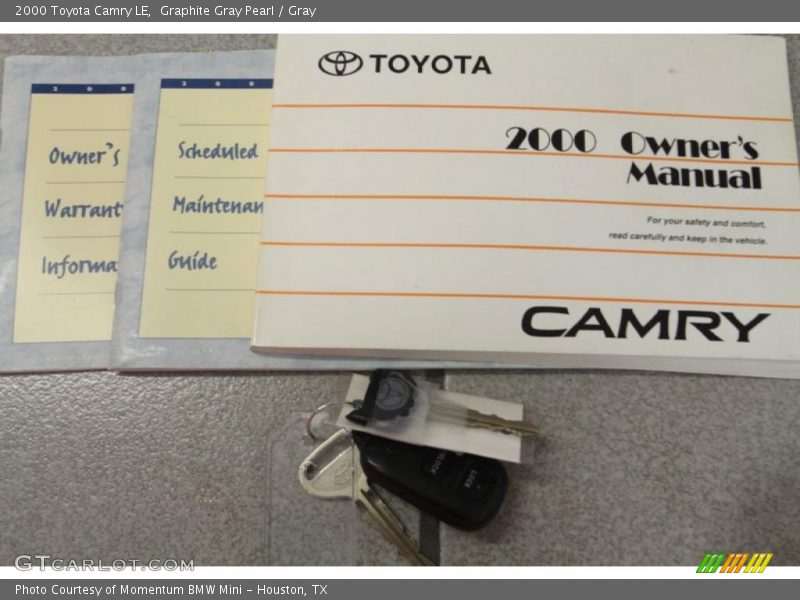 2000 Toyota Camry LE,  Graphite Gray Pearl / Gray
TOYOTA
2000 Owner's
Manual
For your safety and comfort,
read carefully and keep in the vehicle.
CAMRY
Owner's
Warrant
Informa
Scheduled
Maintenan
Guide
UNLOCK
LOCK
GTCARLOT.COM
Photo Courtesy of Momentum BMW Mini - Houston, TX